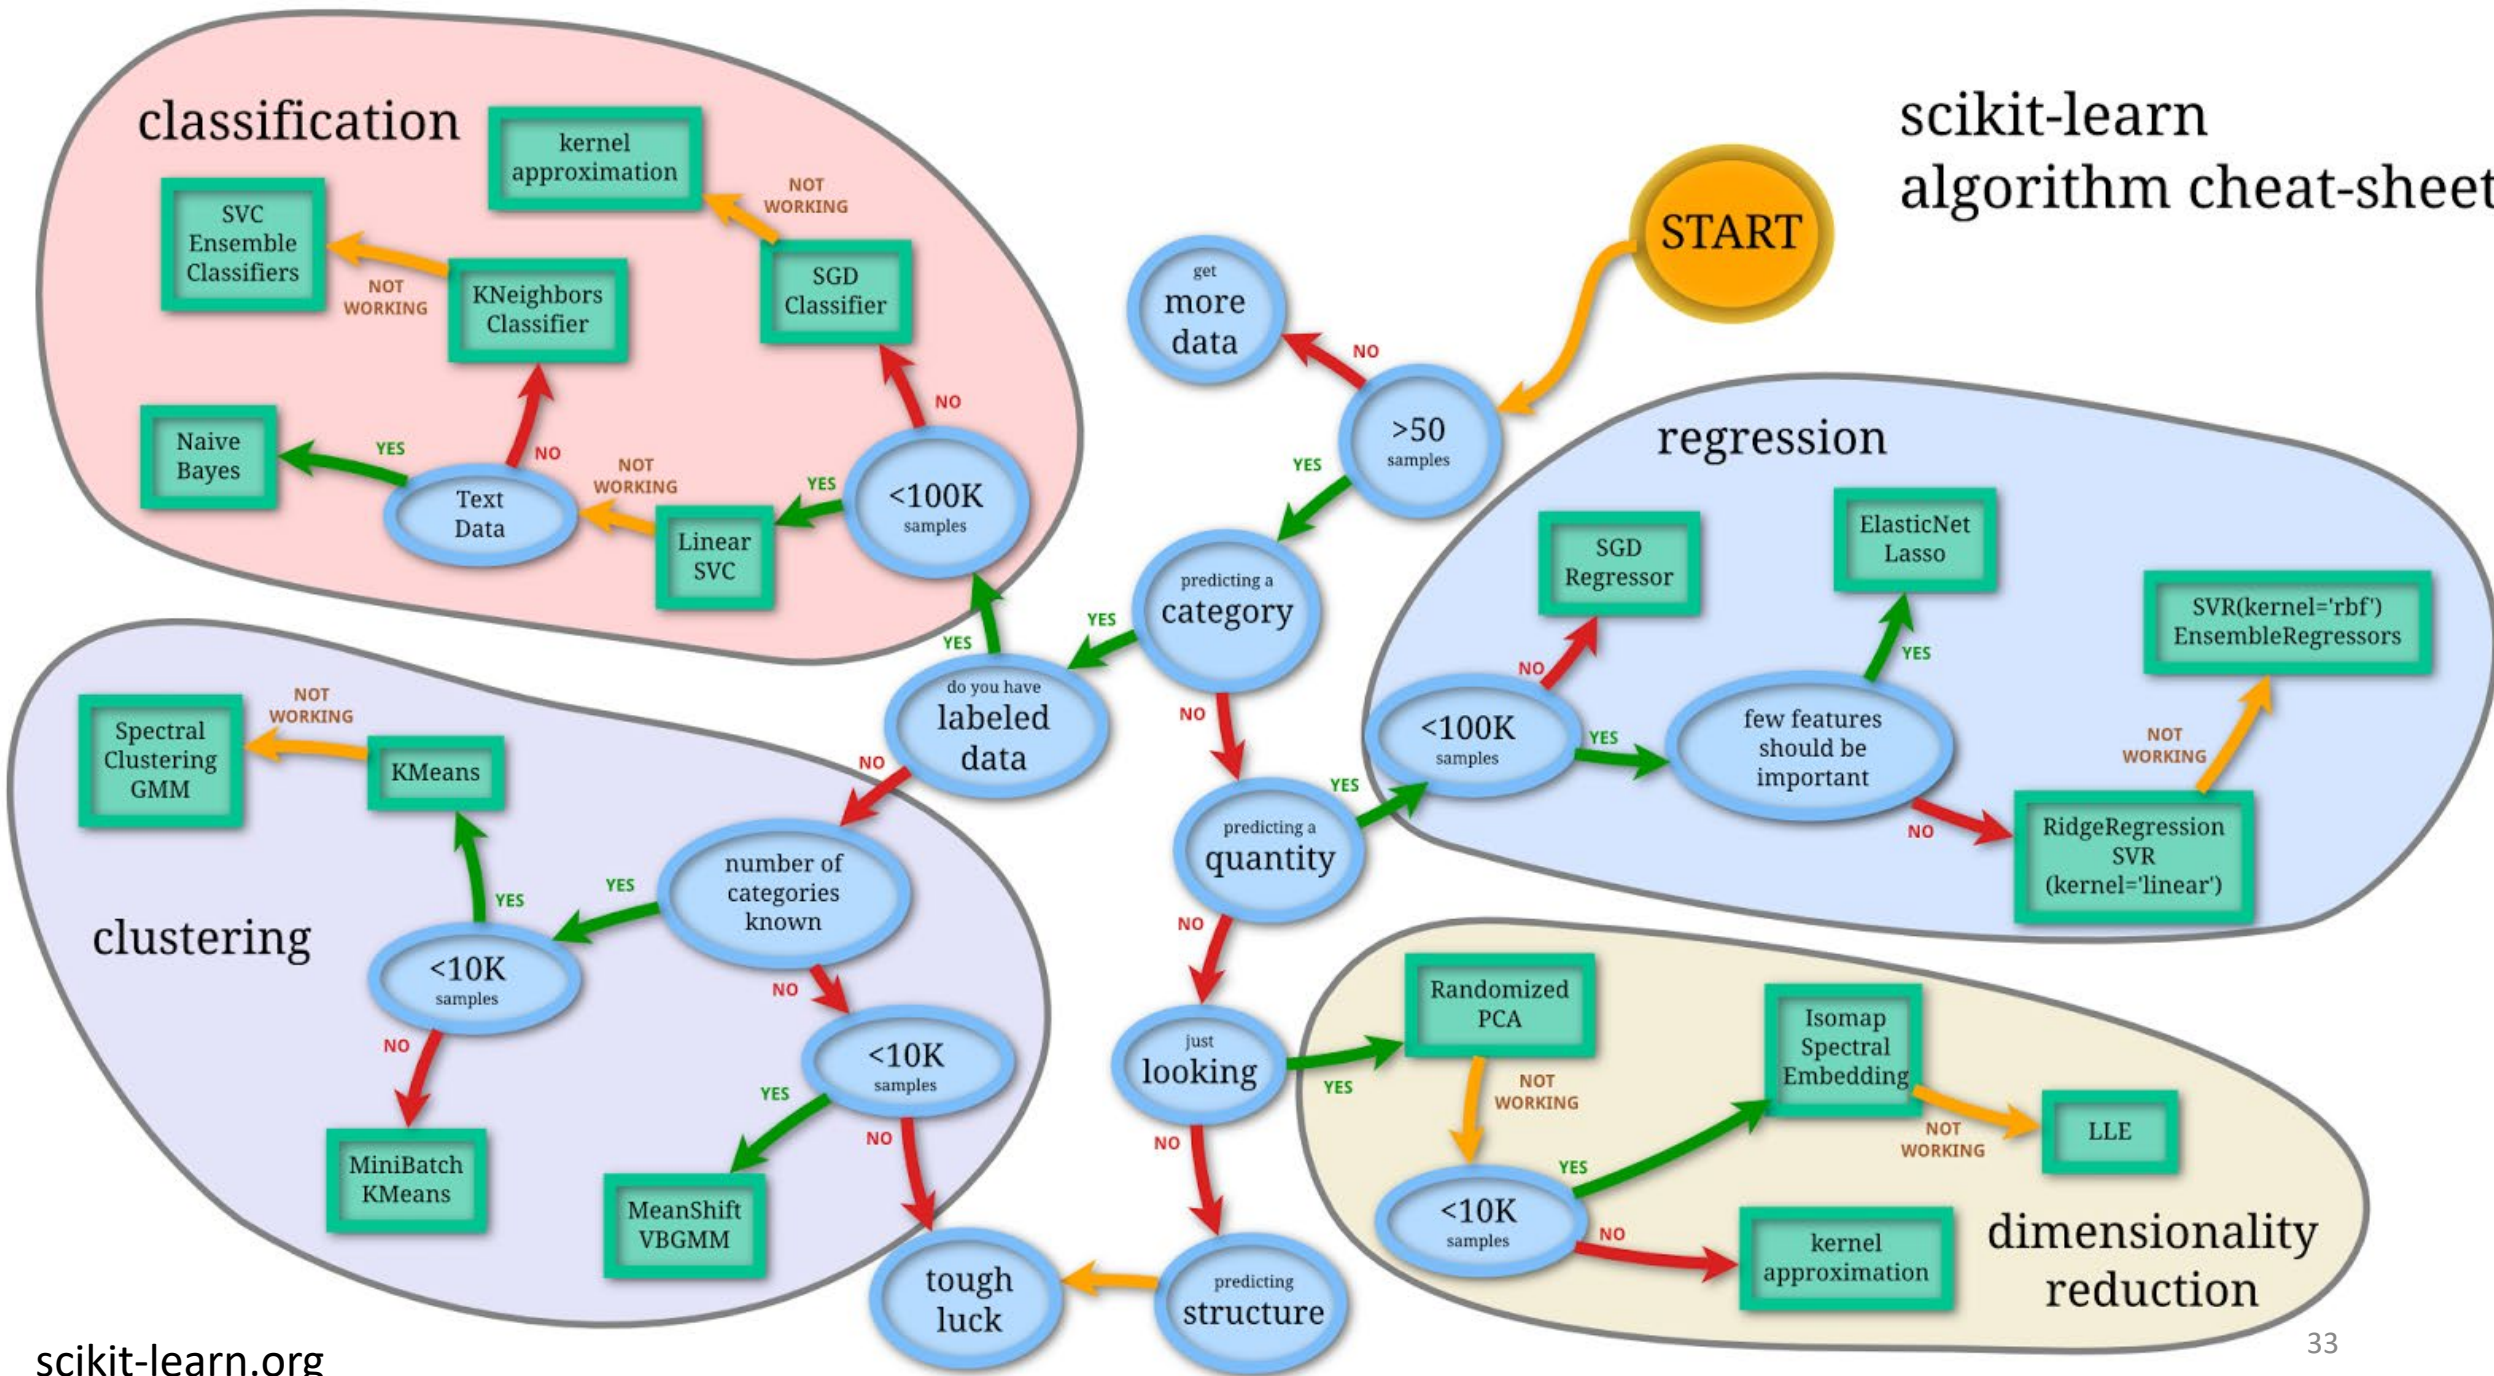 scikit-learn
algorithm cheat-sheet
START
classification
kernel
approximation
NOT
WORKING
SVC
Ensemble
Classifiers
NOT
WORKING
KNeighbors
Classifier
SGD
Classifier
NO
Naive
Bayes
YES
NO
Text
Data
NOT
WORKING
Linear
SVC
YES
<100K
samples
YES
get
more
data
NO
>50
samples
YES
predicting a
category
YES
NO
do you have
labeled
data
NO
predicting a
quantity
YES
NO
just
looking
YES
NO
predicting
structure
tough
luck
regression
SGD
Regressor
ElasticNet
Lasso
SVR(kernel='rbf')
EnsembleRegressors
NO
YES
<100K
samples
YES
few features
should be
important
NOT
WORKING
NO
RidgeRegression
SVR
(kernel='linear')
clustering
Spectral
Clustering
GMM
NOT
WORKING
KMeans
YES
number of
categories
known
YES
<10K
samples
NO
NO
<10K
samples
YES
NO
MiniBatch
KMeans
MeanShift
VBGMM
Randomized
PCA
NOT
WORKING
Isomap
Spectral
Embedding
NOT
WORKING
LLE
YES
<10K
samples
NO
kernel
approximation
dimensionality
reduction
scikit-learn.org
33